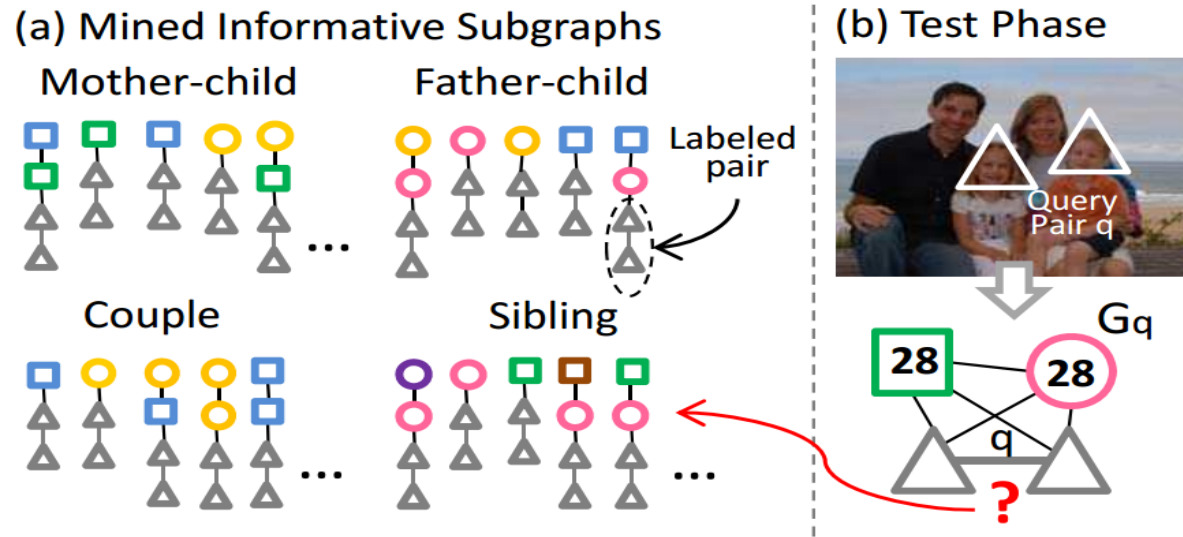 (a) Mined Informative Subgraphs
Mother-child
Father-child
Labeled
pair
...
Couple
Sibling
...
...
(b) Test Phase
Query
Pair q
Gq
28
28
q
?